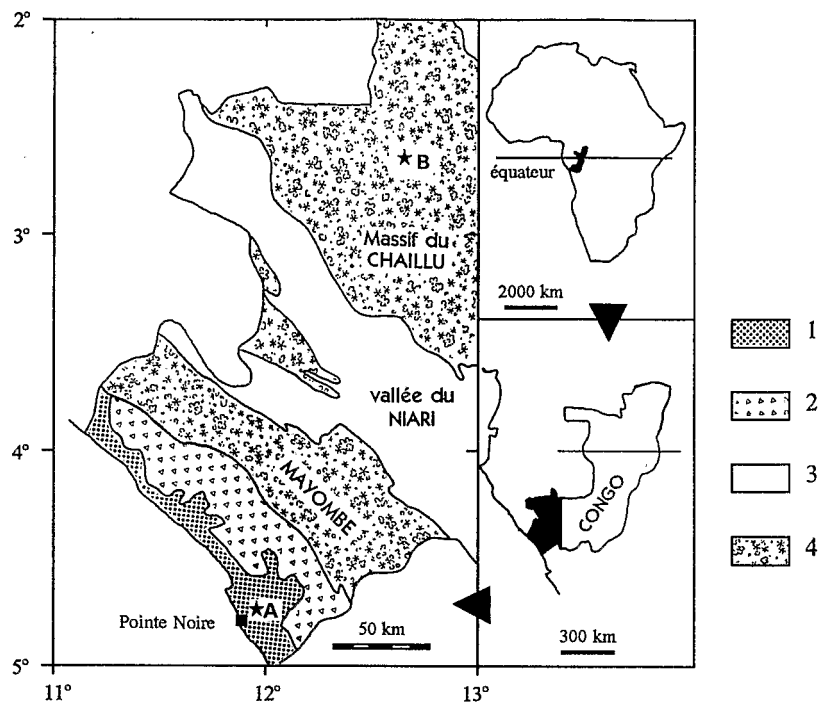 2°
3°
4°
5°
11°
12°
13°
B
Massif du
CHAILLU
vallée du
NIARI
MAYOMBE
A
Pointe Noire
50 km
équateur
2000 km
CONGO
300 km
1
2
3
4